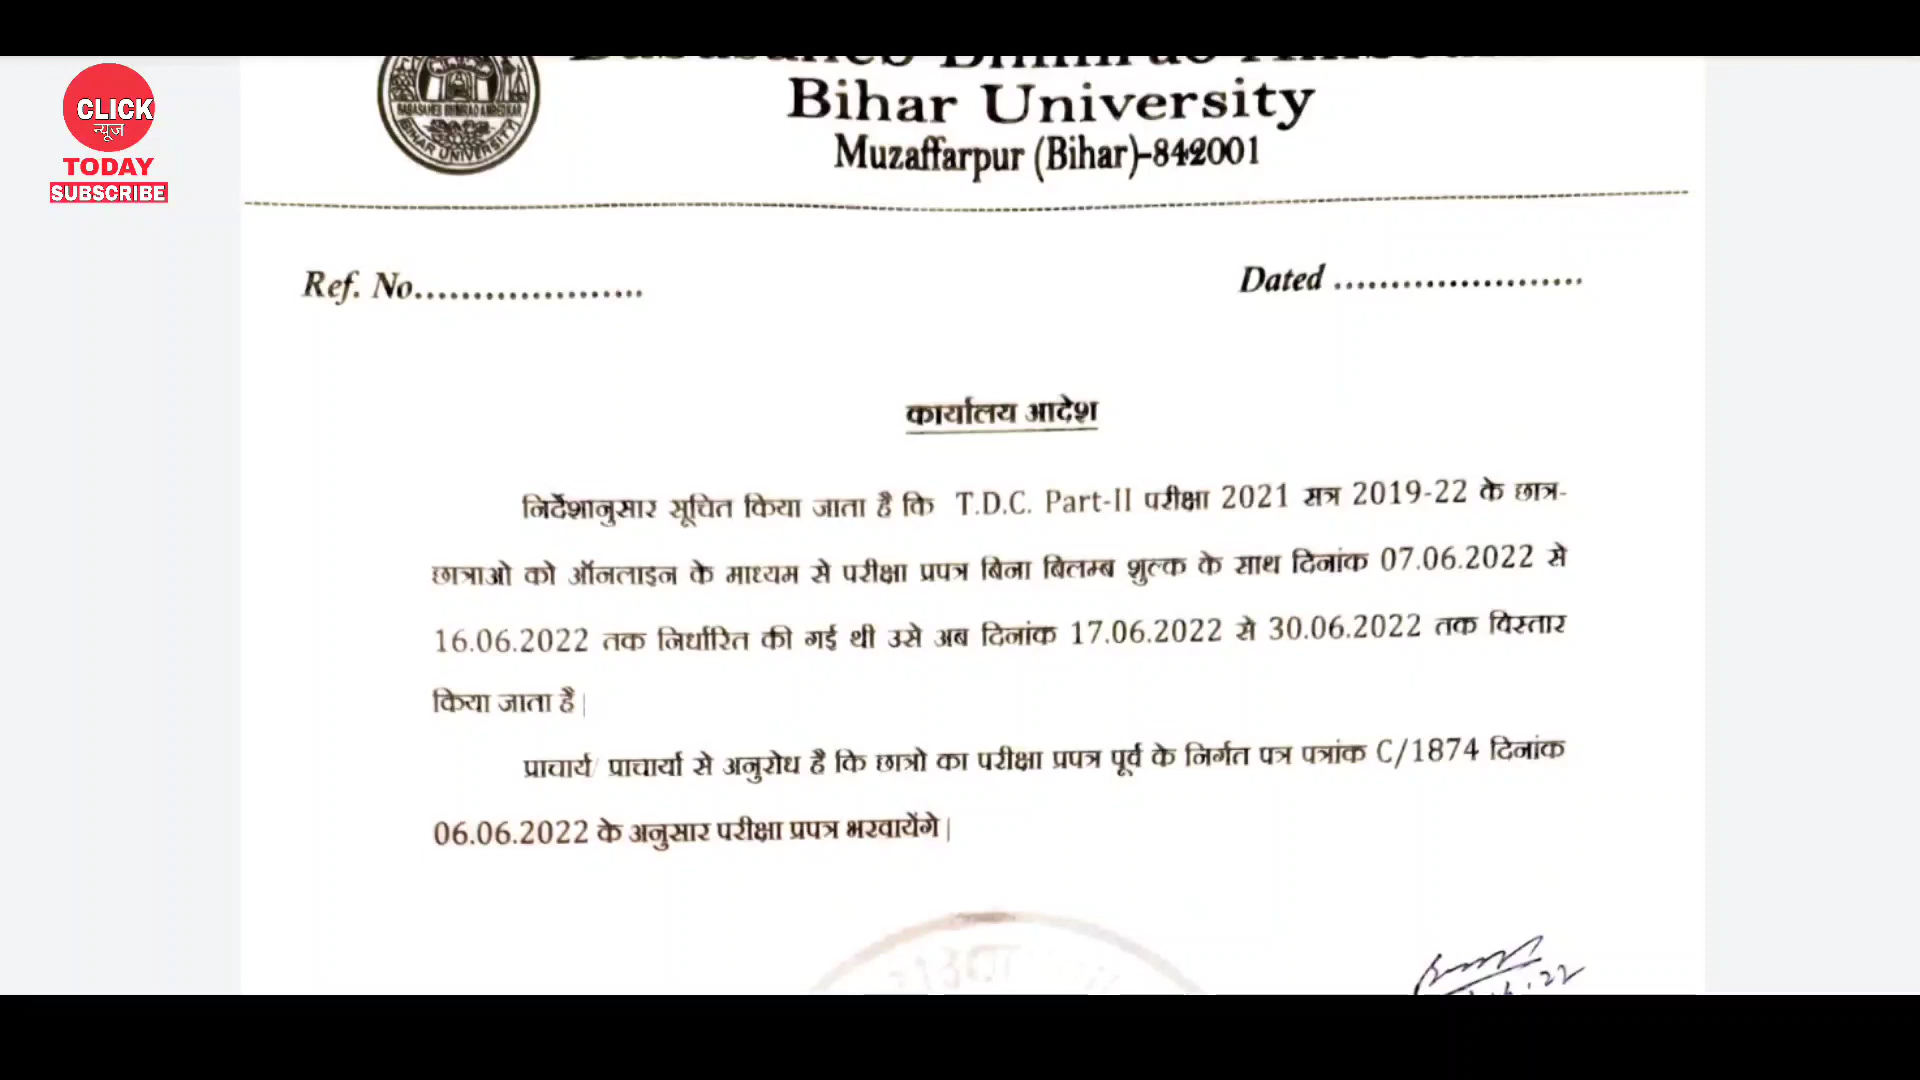 CLICK
न्यूज
TODAY
SUBSCRIBE
Bihar University
Muzaffarpur (Bihar)-842001
BIHAR UNIVERSITY
Ref. No....................
Dated ......................
कार्यालय आदेश
निर्देशानुसार सूचित किया जाता है कि T.D.C. Part-II परीक्षा 2021 सत्र 2019-22 के छात्र-
छात्राओ को ऑनलाइन के माध्यम से परीक्षा प्रपत्र बिना बिलम्ब शुल्क के साथ दिनांक 07.06.2022 से
16.06.2022 तक निर्धारित की गई थी उसे अब दिनांक 17.06.2022 से 30.06.2022 तक विस्तार
किया जाता है|
प्राचार्य/ प्राचार्या से अनुरोध है कि छात्रो का परीक्षा प्रपत्र पूर्व के निर्गत पत्र पत्रांक C/1874 दिनांक
06.06.2022 के अनुसार परीक्षा प्रपत्र भरवायेंगे|